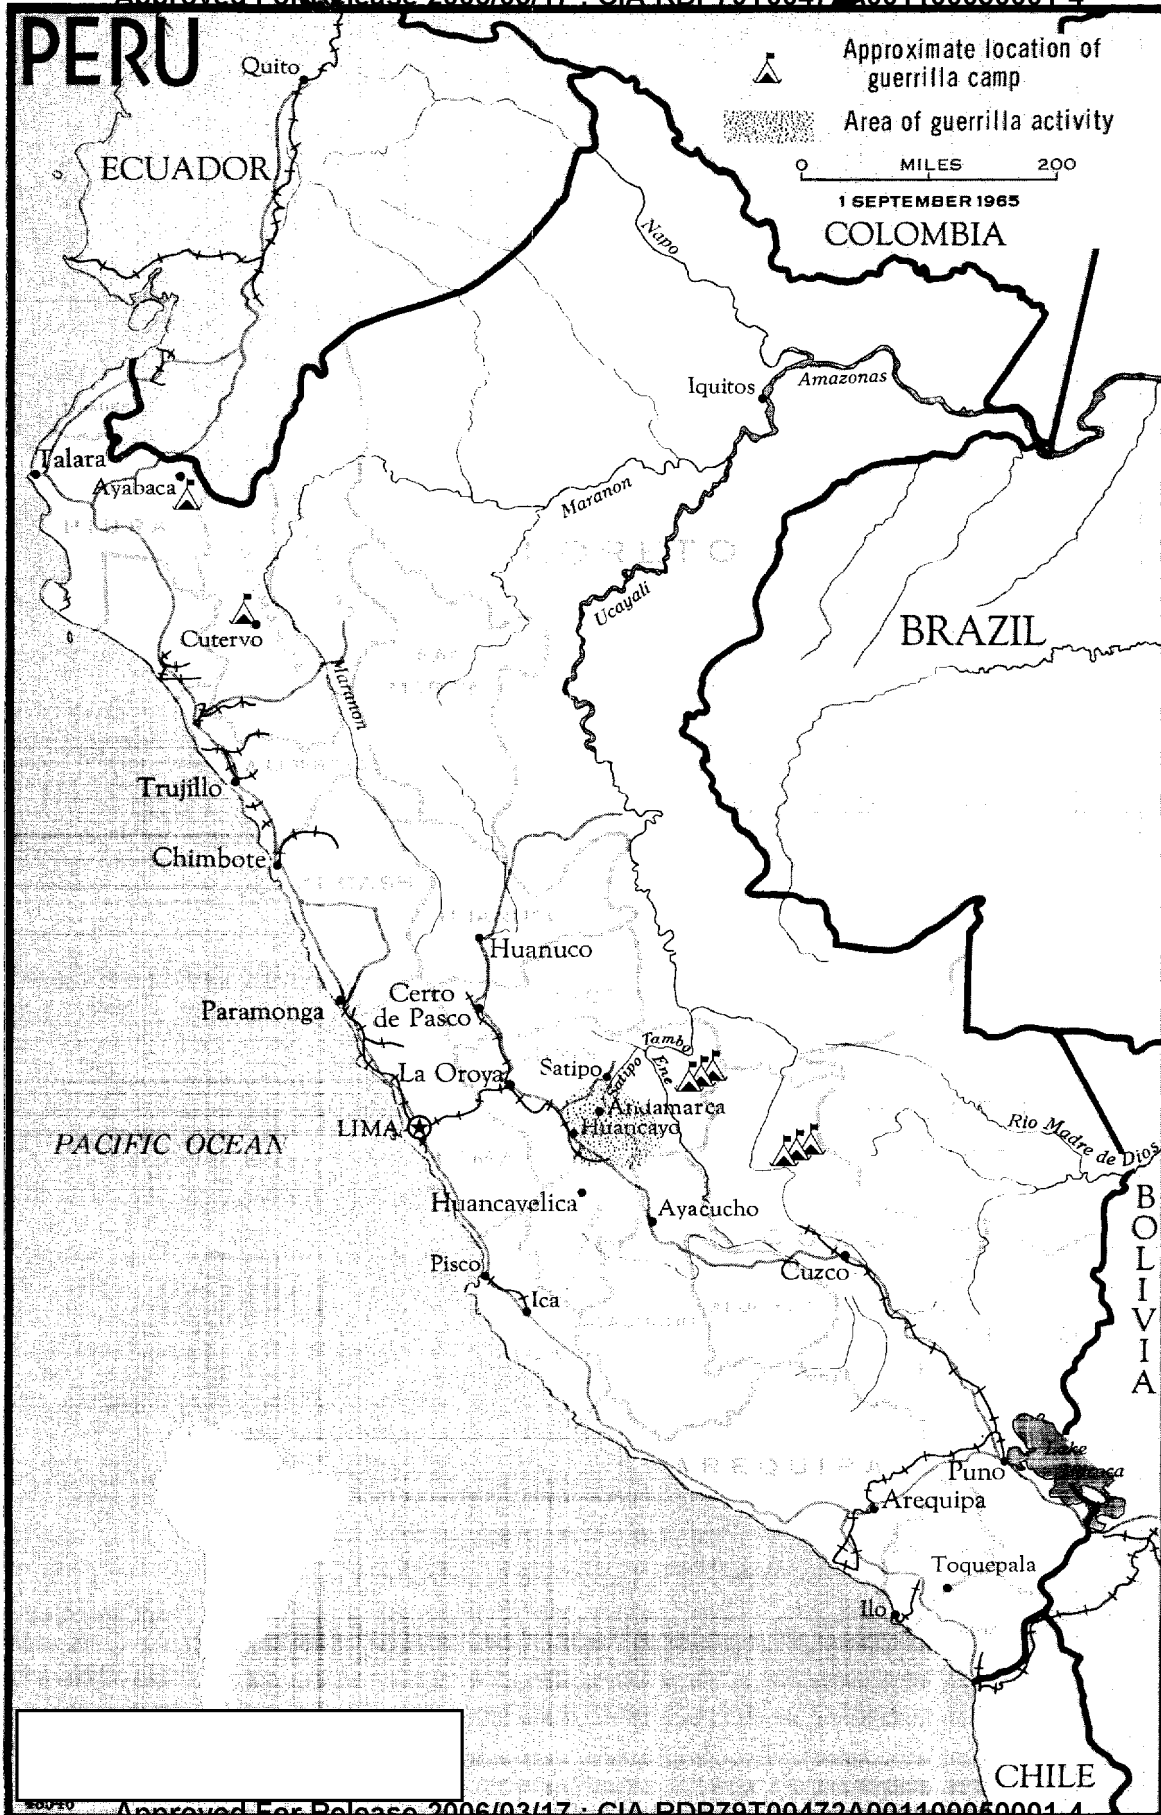 PERU
Approximate location of
guerrilla camp
Area of guerrilla activity
0 MILES 200
1 SEPTEMBER 1965
Quito
ECUADOR
COLOMBIA
Napo
Iquitos
Amazonas
Talara
Ayabaca
Maranon
Ucayali
BRAZIL
Cutervo
Maranon
Trujillo
Chimbote
Huanuco
Paramonga
Cerro
de Pasco
La Oroya
Satipo
Satipo
Tambo
Ene
Andamarca
Huancayo
LIMA
PACIFIC OCEAN
Rio Madre de Dios
Huancavelica
Ayacucho
BOLIVIA
Pisco
Cuzco
Ica
AREQUIPA
Lake
Puno
Arequipa
Toquepala
Ilo
CHILE
Approved For Release 2006/03/17 : CIA-RDP79T00472A001100050001-4